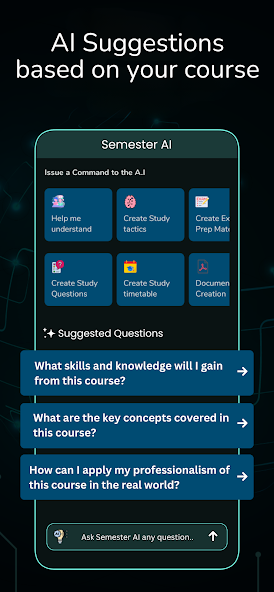 AI Suggestions
based on your course
Semester AI
Issue a Command to the A.I
Help me
understand
Create Study
tactics
Create Ex
Prep Mate
Create Study
Questions
Create Study
timetable
Documen
Creation
Suggested Questions
What skills and knowledge will I gain
from this course?
What are the key concepts covered in
this course?
How can I apply my professionalism of
this course in the real world?
Ask Semester AI any question..